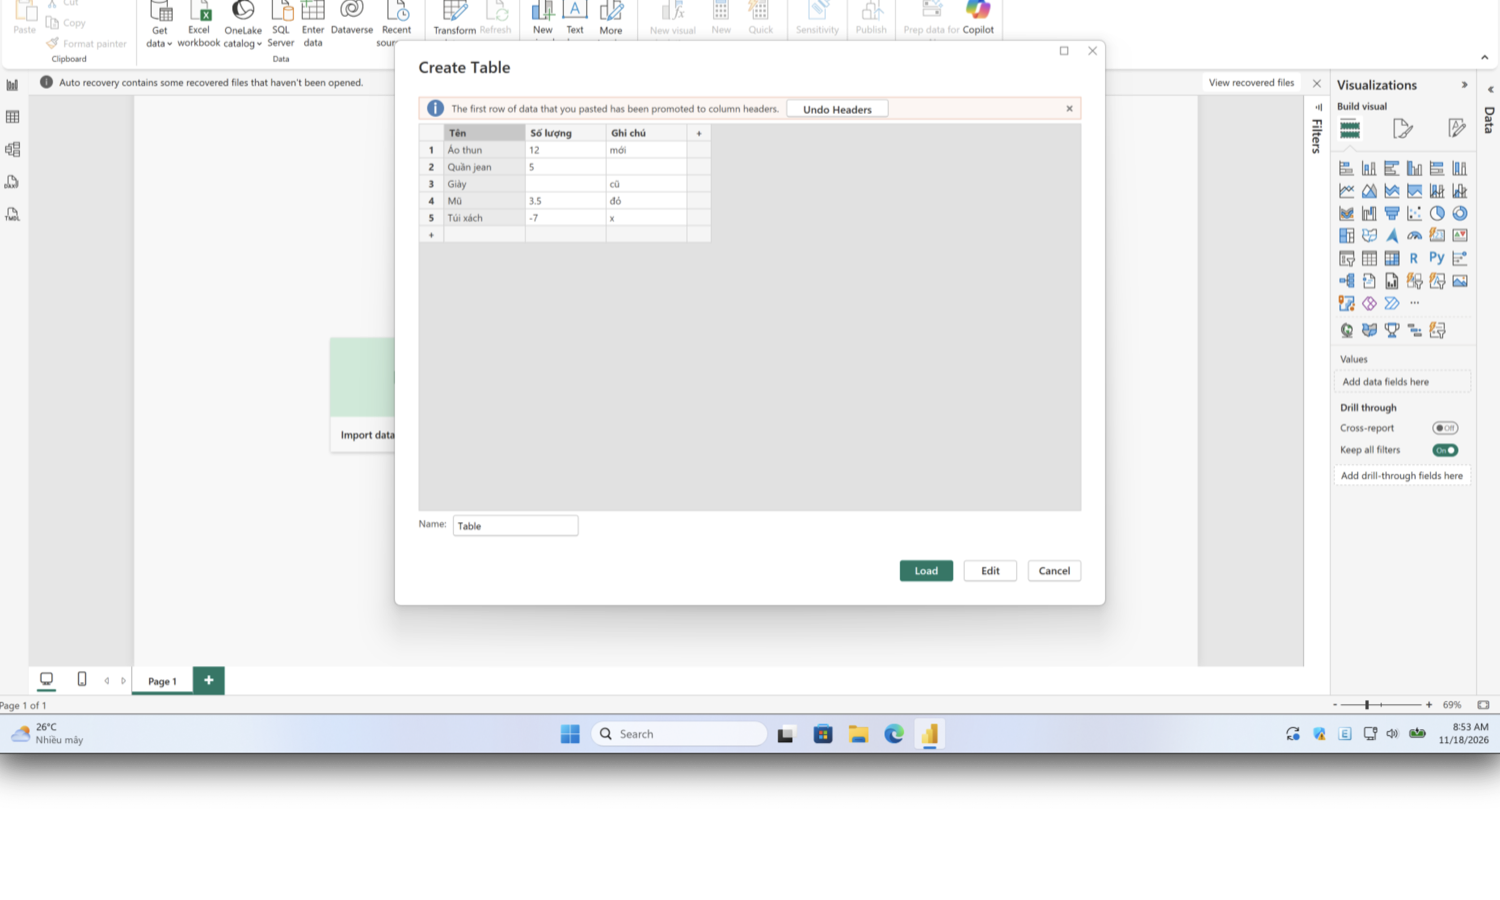 Cut
Paste
Copy
Format painter
Clipboard
Get data
Excel workbook
OneLake catalog
SQL Server
Enter data
Dataverse
Recent
Data
Transform
Refresh
New
Text
More
New visual
New
Quick
Sensitivity
Publish
Prep data for
Copilot
Auto recovery contains some recovered files that haven't been opened.
View recovered files
Create Table
The first row of data that you pasted has been promoted to column headers.
Undo Headers
Tên Số lượng Ghi chú +
1 Áo thun 12 mới
2 Quần jean 5
3 Giày cũ
4 Mũ 3.5 đỏ
5 Túi xách -7 x
+
Name: Table
Load
Edit
Cancel
Import data
Filters
Visualizations
Build visual
R
Py
Values
Add data fields here
Drill through
Cross-report Off
Keep all filters On
Add drill-through fields here
Data
Page 1
+
Page 1 of 1
- + 69%
26°C
Nhiều mây
Search
8:53 AM
11/18/2026